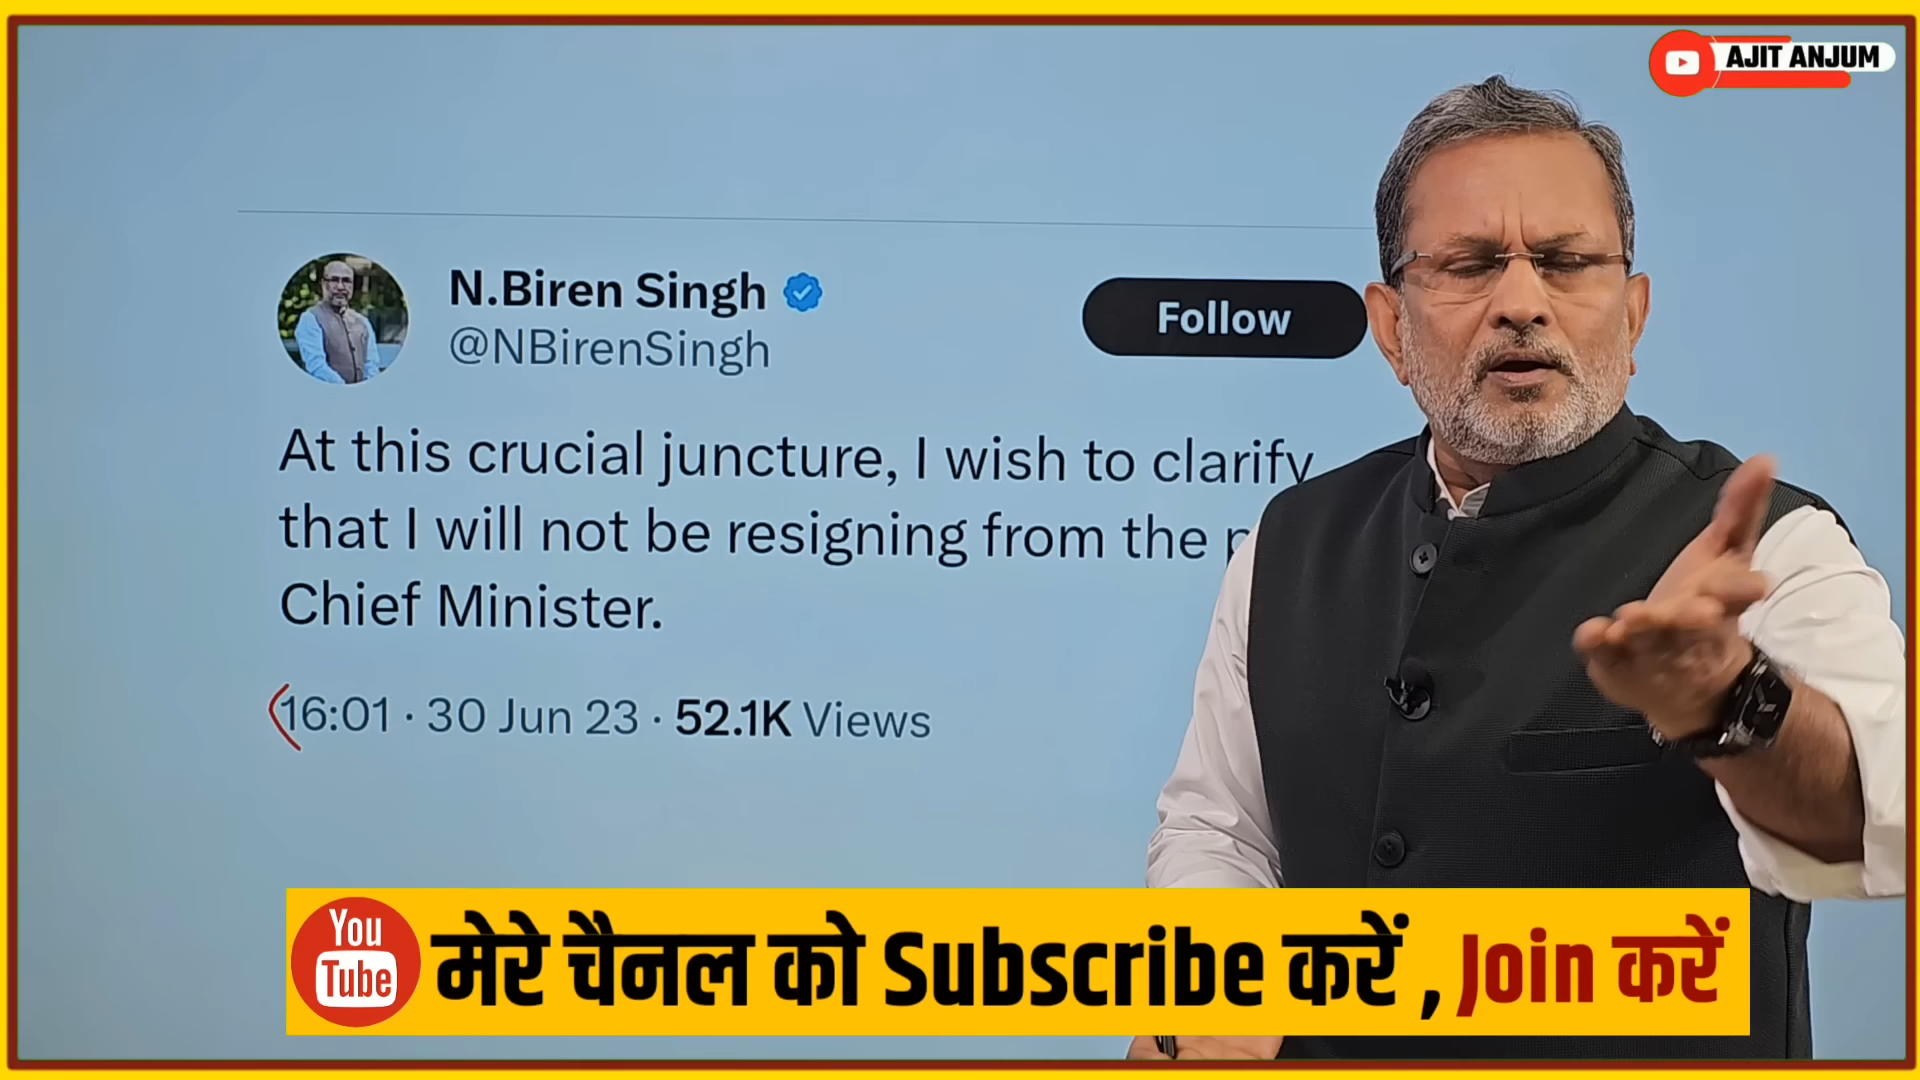 AJIT ANJUM
N.Biren Singh
@NBirenSingh
Follow
At this crucial juncture, I wish to clarify
that I will not be resigning from the
Chief Minister.
16:01 · 30 Jun 23 · 52.1K Views
You
Tube
मेरे चैनल को Subscribe करें , Join करें